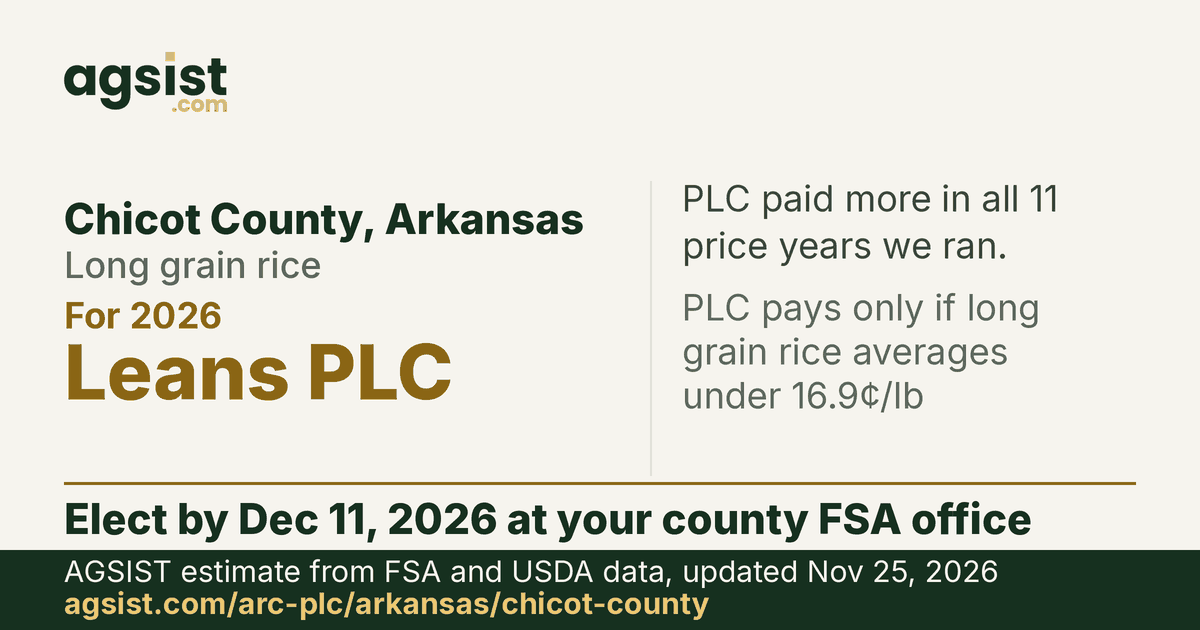 agsist
.com
Chicot County, Arkansas
Long grain rice
For 2026
Leans PLC
PLC paid more in all 11
price years we ran.
PLC pays only if long
grain rice averages
under 16.9¢/lb
Elect by Dec 11, 2026 at your county FSA office
AGSIST estimate from FSA and USDA data, updated Nov 25, 2026
agsist.com/arc-plc/arkansas/chicot-county